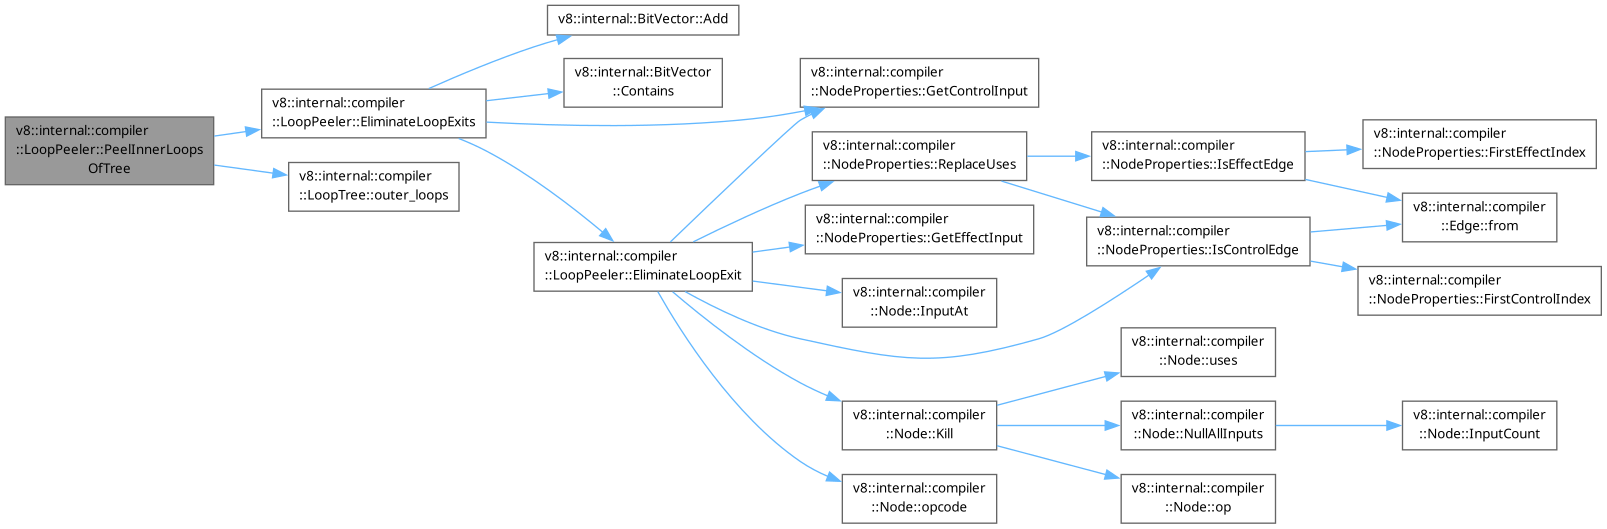 v8::internal::compiler
::LoopPeeler::PeelInnerLoops
OfTree
v8::internal::compiler
::LoopPeeler::EliminateLoopExits
v8::internal::compiler
::LoopTree::outer_loops
v8::internal::BitVector::Add
v8::internal::BitVector
::Contains
v8::internal::compiler
::LoopPeeler::EliminateLoopExit
v8::internal::compiler
::NodeProperties::GetControlInput
v8::internal::compiler
::NodeProperties::ReplaceUses
v8::internal::compiler
::NodeProperties::GetEffectInput
v8::internal::compiler
::Node::InputAt
v8::internal::compiler
::Node::Kill
v8::internal::compiler
::Node::opcode
v8::internal::compiler
::NodeProperties::IsEffectEdge
v8::internal::compiler
::NodeProperties::IsControlEdge
v8::internal::compiler
::Node::uses
v8::internal::compiler
::Node::NullAllInputs
v8::internal::compiler
::Node::op
v8::internal::compiler
::NodeProperties::FirstEffectIndex
v8::internal::compiler
::Edge::from
v8::internal::compiler
::NodeProperties::FirstControlIndex
v8::internal::compiler
::Node::InputCount